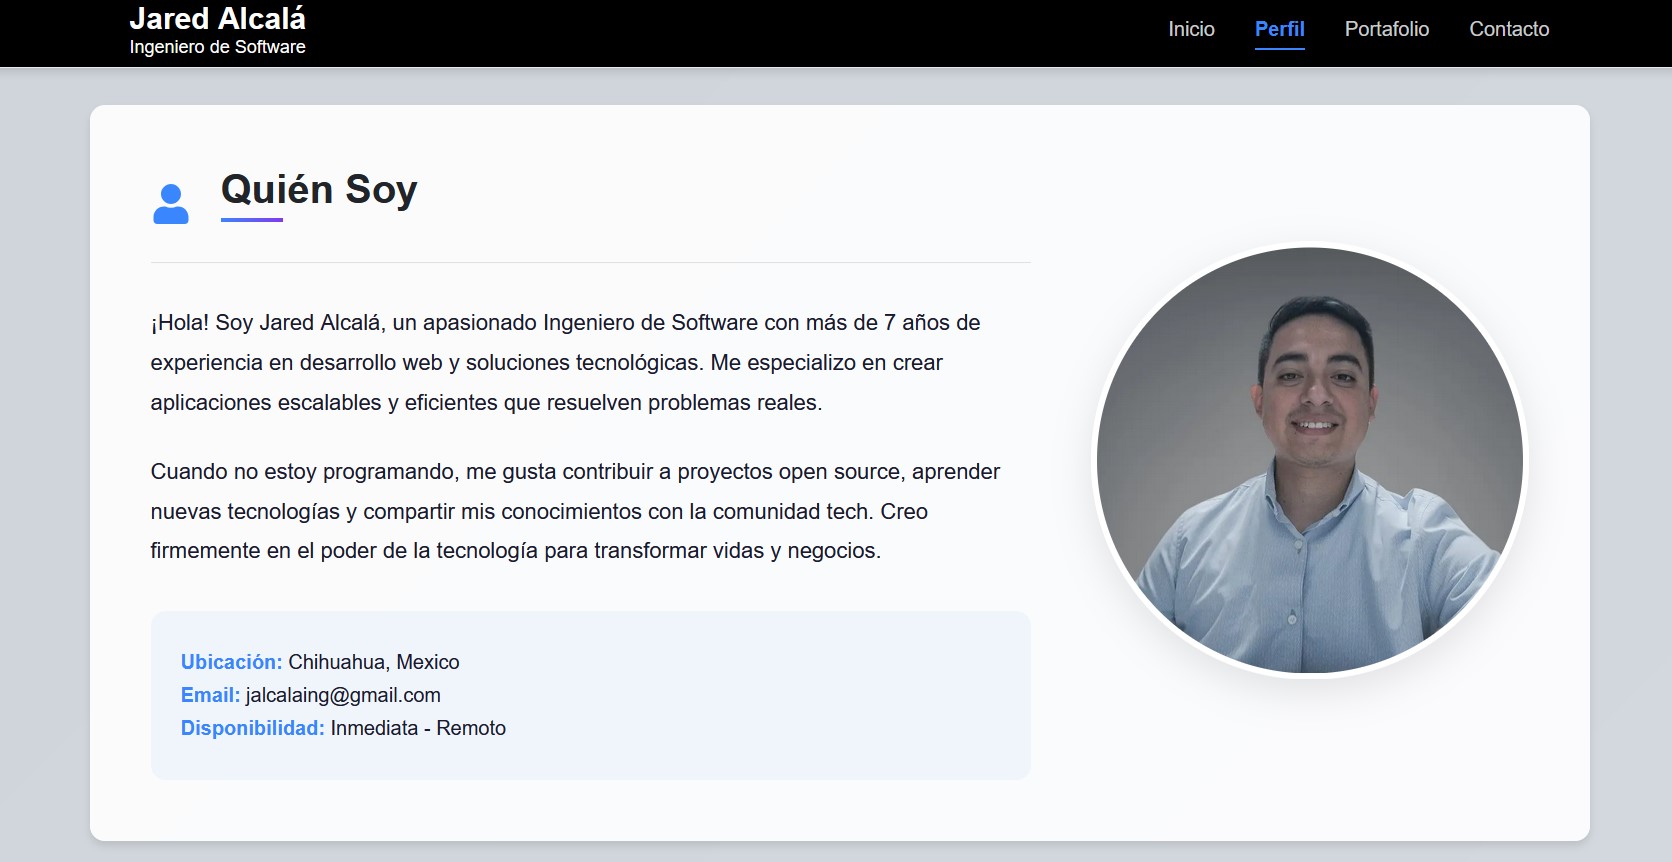 Jared Alcalá
Ingeniero de Software
Inicio Perfil Portafolio Contacto
Quién Soy
¡Hola! Soy Jared Alcalá, un apasionado Ingeniero de Software con más de 7 años de
experiencia en desarrollo web y soluciones tecnológicas. Me especializo en crear
aplicaciones escalables y eficientes que resuelven problemas reales.
Cuando no estoy programando, me gusta contribuir a proyectos open source, aprender
nuevas tecnologías y compartir mis conocimientos con la comunidad tech. Creo
firmemente en el poder de la tecnología para transformar vidas y negocios.
Ubicación: Chihuahua, Mexico
Email: jalcalaing@gmail.com
Disponibilidad: Inmediata - Remoto